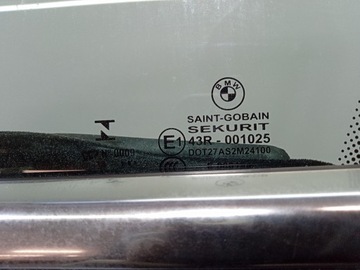 BMW
SAINT-GOBAIN
SEKURIT
E1 43R - 001025
DOT27AS2M24100